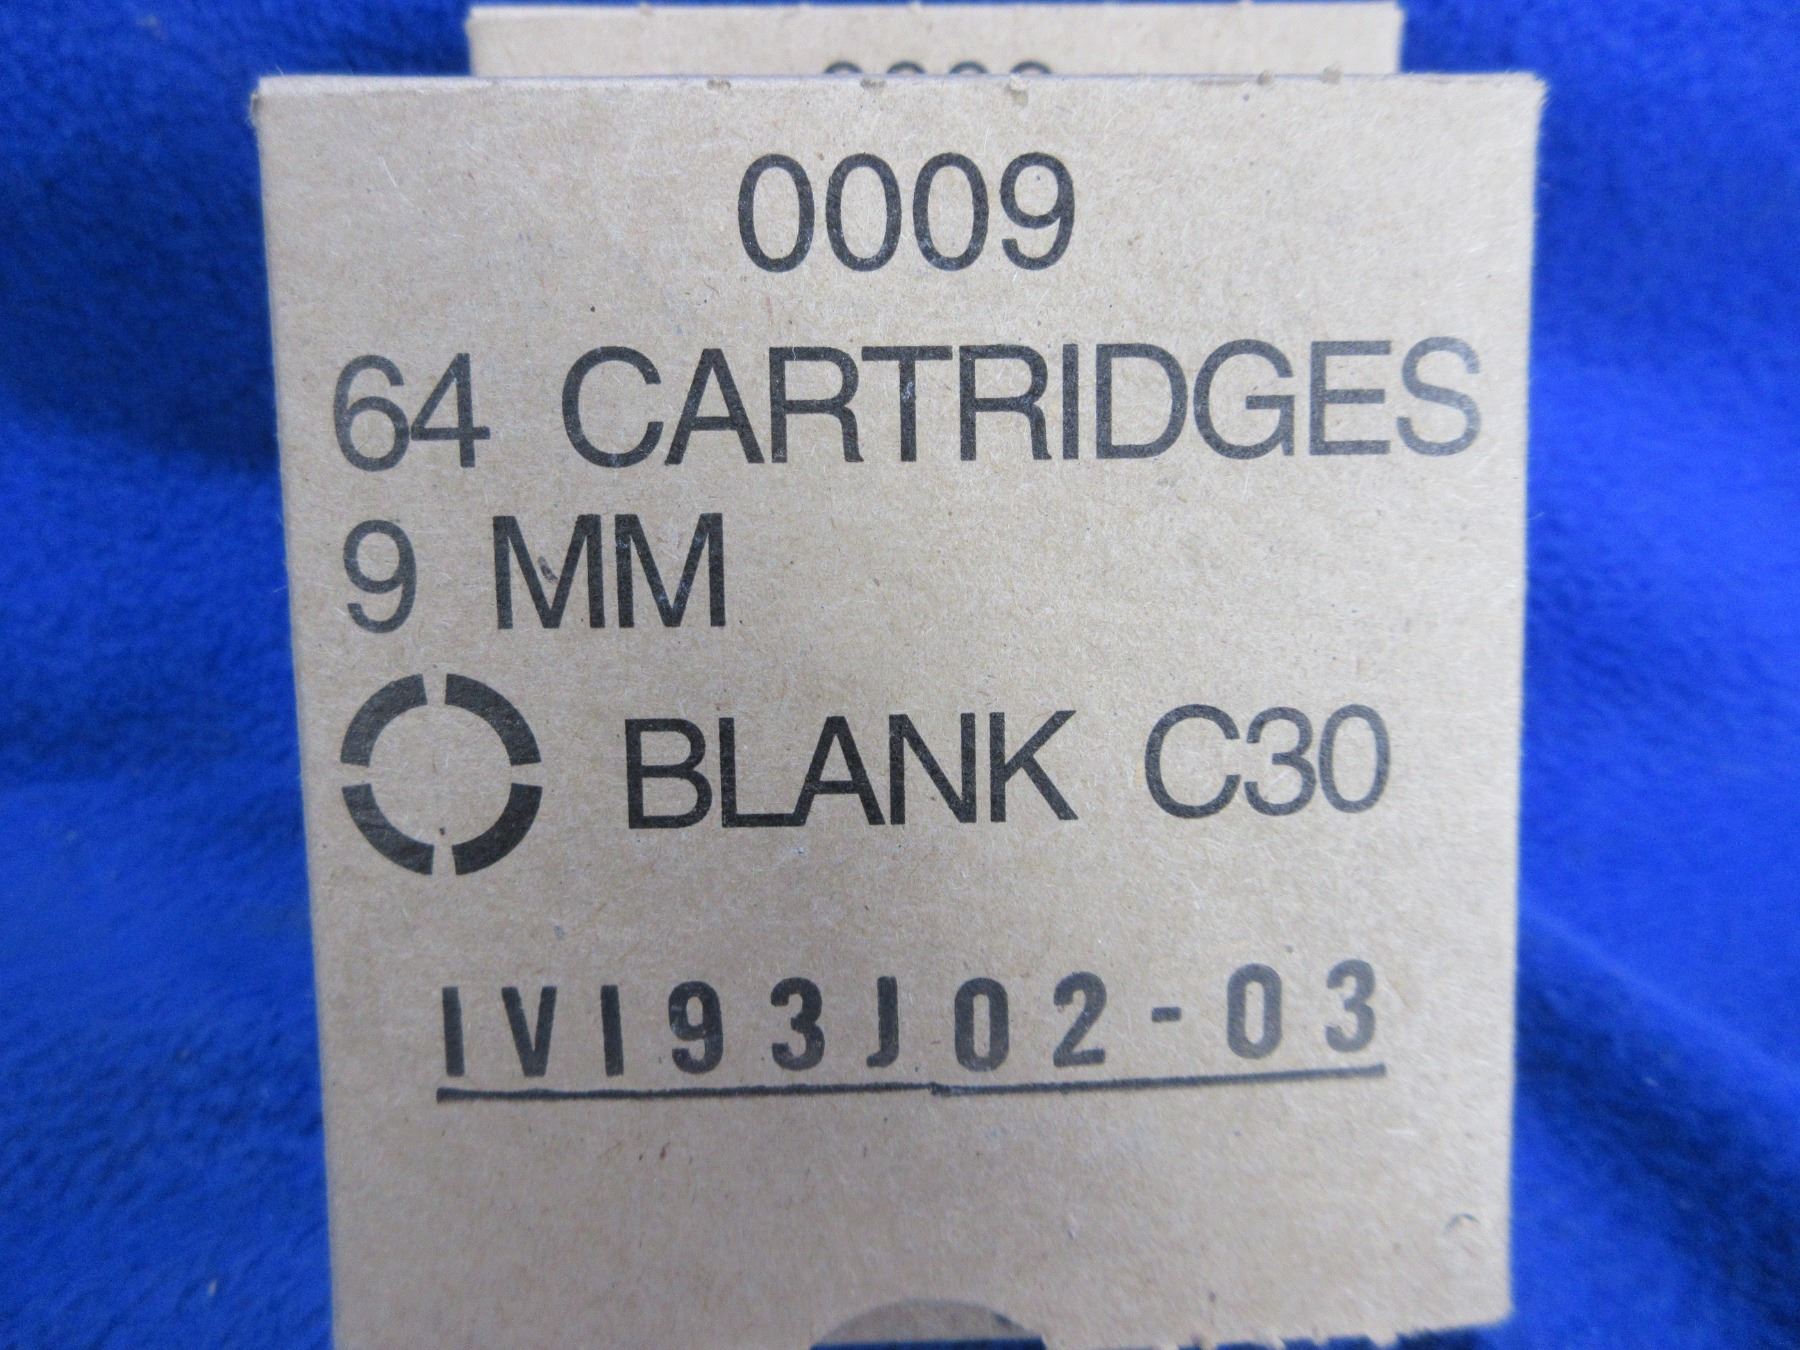 0009
64 CARTRIDGES
9 MM
BLANK C30
IVI93J02-03